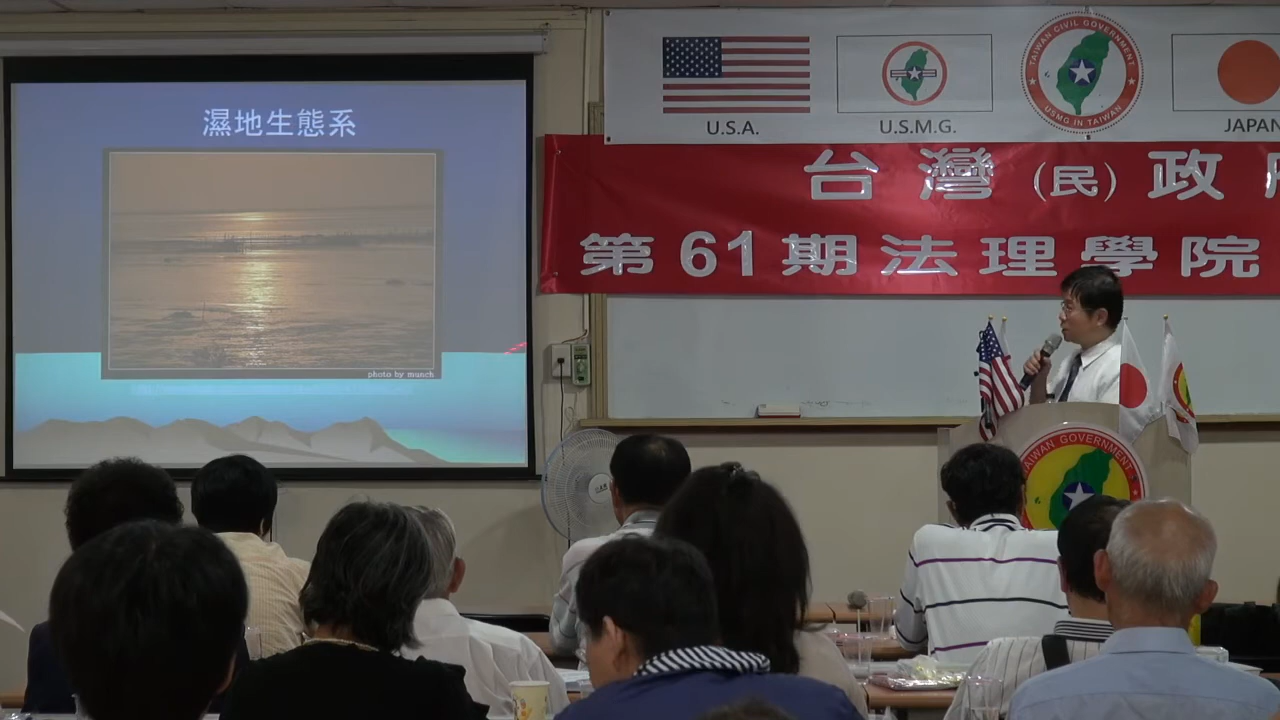 濕地生態系
photo by munch
U.S.A.
U.S.M.G.
TAIWAN CIVIL GOVERNMENT
USMG IN TAIWAN
JAPAN
台灣(民)政
第61期法理學院
TAIWAN GOVERNMENT